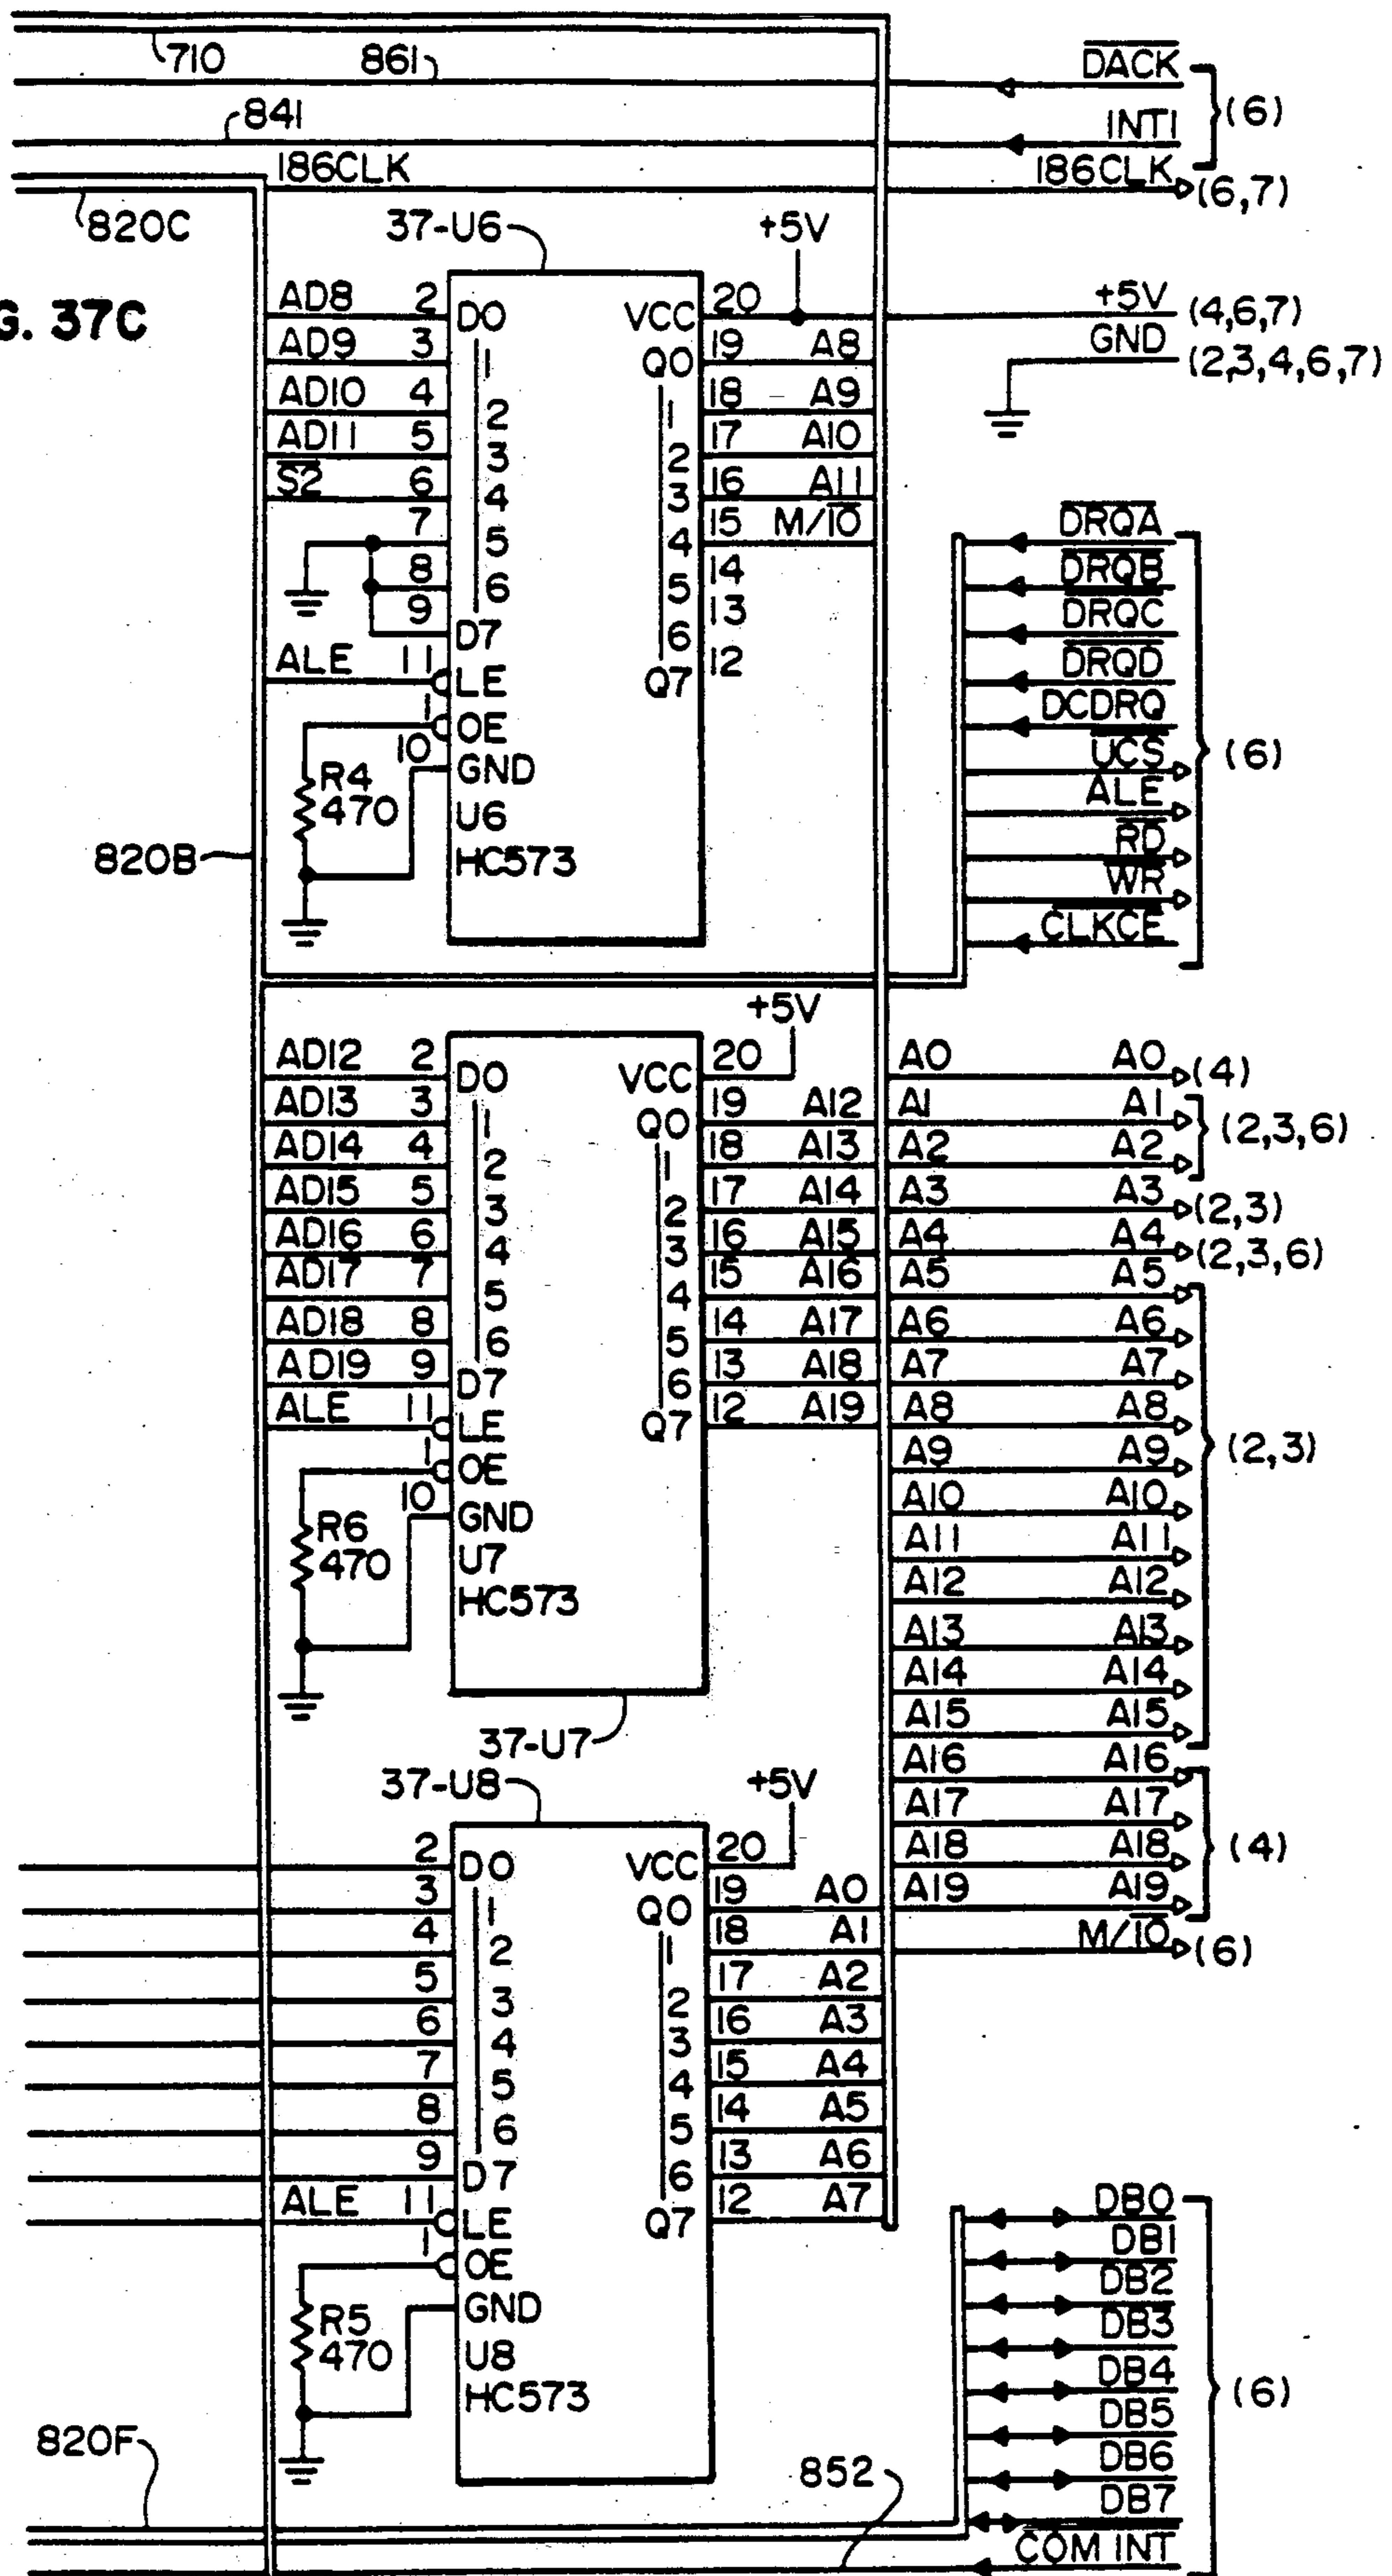 710 861 DACK
841 INT1 (6)
186CLK 186CLK (6,7)
820C 37-U6 +5V
G. 37C
AD8 2 D0 VCC 20 +5V (4,6,7)
AD9 3 1 Q0 19 A8 GND (2,3,4,6,7)
AD10 4 2 1 18 A9
AD11 5 3 2 17 A10
S2 6 4 3 16 A11
7 5 4 15 M/IO DRQA
8 6 5 14 DRQB
9 D7 6 13 DRQC
ALE 11 LE Q7 12 DRQD
1 OE DCDRQ
10 GND UCS (6)
R4 470 U6 ALE
820B HC573 RD
WR
CLKCE
+5V
AD12 2 D0 VCC 20 A0 A0 (4)
AD13 3 1 Q0 19 A12 A1 A1 (2,3,6)
AD14 4 2 1 18 A13 A2 A2
AD15 5 3 2 17 A14 A3 A3 (2,3)
AD16 6 4 3 16 A15 A4 A4 (2,3,6)
AD17 7 5 4 15 A16 A5 A5
AD18 8 6 5 14 A17 A6 A6
AD19 9 D7 6 13 A18 A7 A7
ALE 11 LE Q7 12 A19 A8 A8 (2,3)
1 OE A9 A9
10 GND A10 A10
R6 470 U7 A11 A11
HC573 A12 A12
A13 A13
A14 A14
37-U7 A15 A15
37-U8 +5V A16 A16
A17 A17
2 D0 VCC 20 A18 A18 (4)
3 1 Q0 19 A0 A19 A19
4 2 1 18 A1 M/IO (6)
5 3 2 17 A2
6 4 3 16 A3
7 5 4 15 A4
8 6 5 14 A5
9 D7 6 13 A6
ALE 11 LE Q7 12 A7 DB0
1 OE DB1
GND DB2
R5 470 U8 DB3
HC573 DB4 (6)
DB5
820F DB6
852 DB7
COM INT